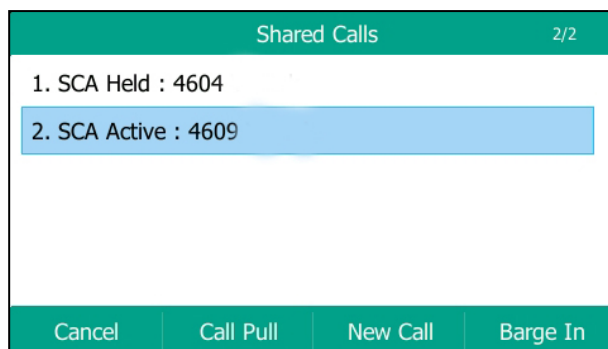 Shared Calls 2/2
1. SCA Held : 4604
2. SCA Active : 4609
Cancel Call Pull New Call Barge In